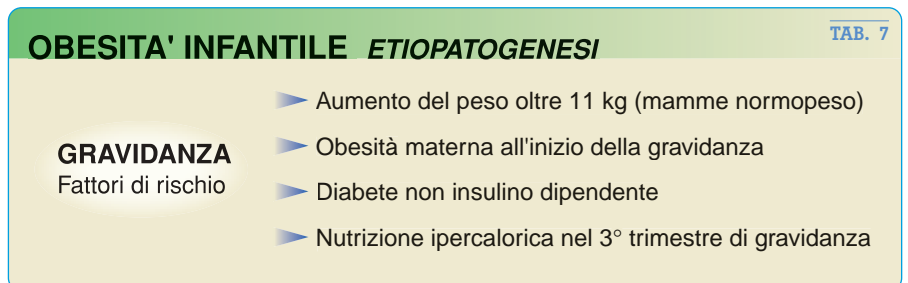 TAB. 7
OBESITA' INFANTILE ETIOPATOGENESI
Aumento del peso oltre 11 kg (mamme normopeso)
Obesità materna all'inizio della gravidanza
GRAVIDANZA
Fattori di rischio
Diabete non insulino dipendente
Nutrizione ipercalorica nel 3° trimestre di gravidanza